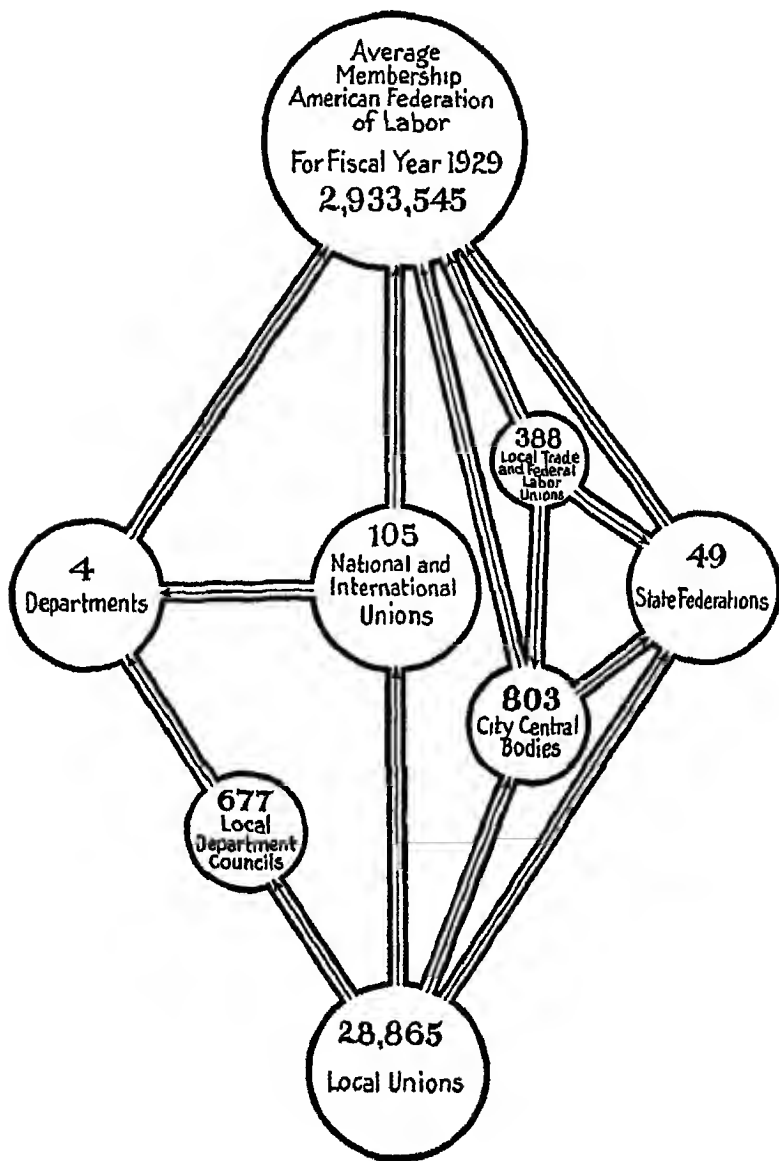 Average
Membership
American Federation
of Labor
For Fiscal Year 1929
2,933,545
388
Local Trade
and Federal
Labor
Unions
4
Departments
105
National and
International
Unions
49
State Federations
803
City Central
Bodies
677
Local
Department
Councils
28,865
Local Unions